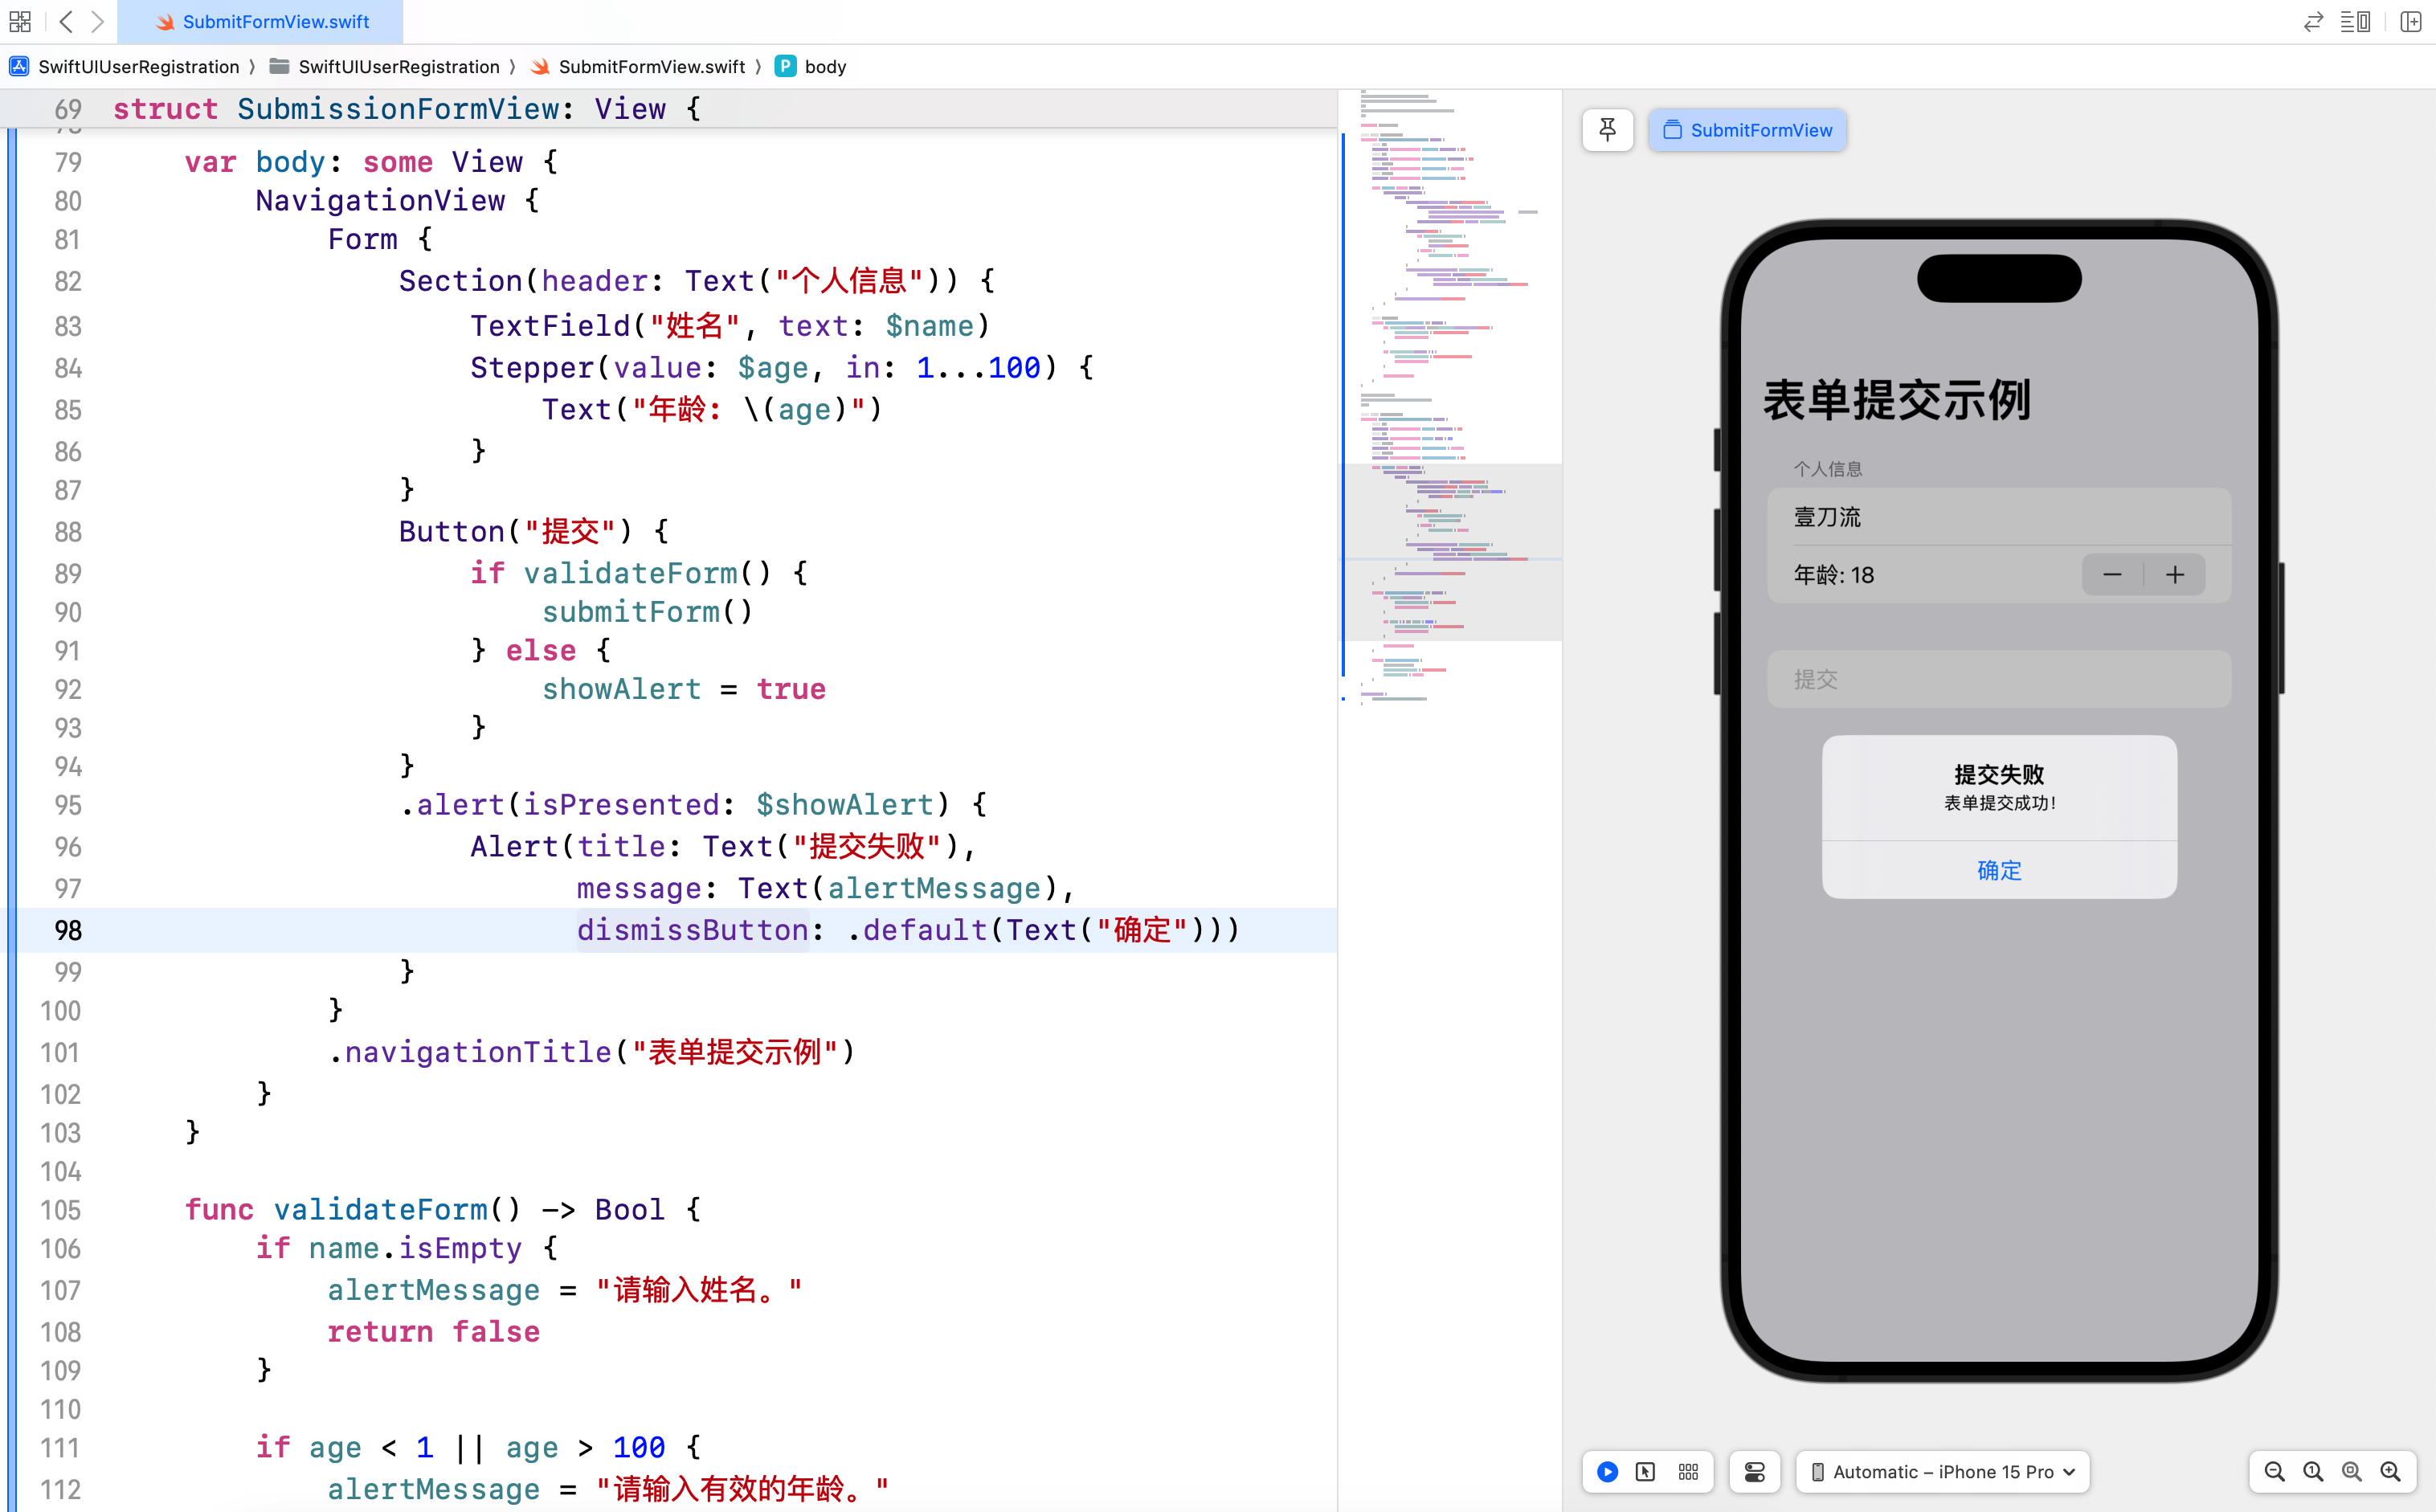 SubmitFormView.swift
SwiftUIUserRegistration 〉 SwiftUIUserRegistration 〉 SubmitFormView.swift 〉 P body
69 struct SubmissionFormView: View {
79 var body: some View {
80 NavigationView {
81 Form {
82 Section(header: Text("个人信息")) {
83 TextField("姓名", text: $name)
84 Stepper(value: $age, in: 1...100) {
85 Text("年龄: \(age)")
86 }
87 }
88 Button("提交") {
89 if validateForm() {
90 submitForm()
91 } else {
92 showAlert = true
93 }
94 }
95 .alert(isPresented: $showAlert) {
96 Alert(title: Text("提交失败"),
97 message: Text(alertMessage),
98 dismissButton: .default(Text("确定")))
99 }
100 }
101 .navigationTitle("表单提交示例")
102 }
103 }
104
105 func validateForm() -> Bool {
106 if name.isEmpty {
107 alertMessage = "请输入姓名。"
108 return false
109 }
110
111 if age < 1 || age > 100 {
112 alertMessage = "请输入有效的年龄。"
SubmitFormView
表单提交示例
个人信息
壹刀流
年龄: 18
提交
提交失败
表单提交成功！
确定
Automatic – iPhone 15 Pro